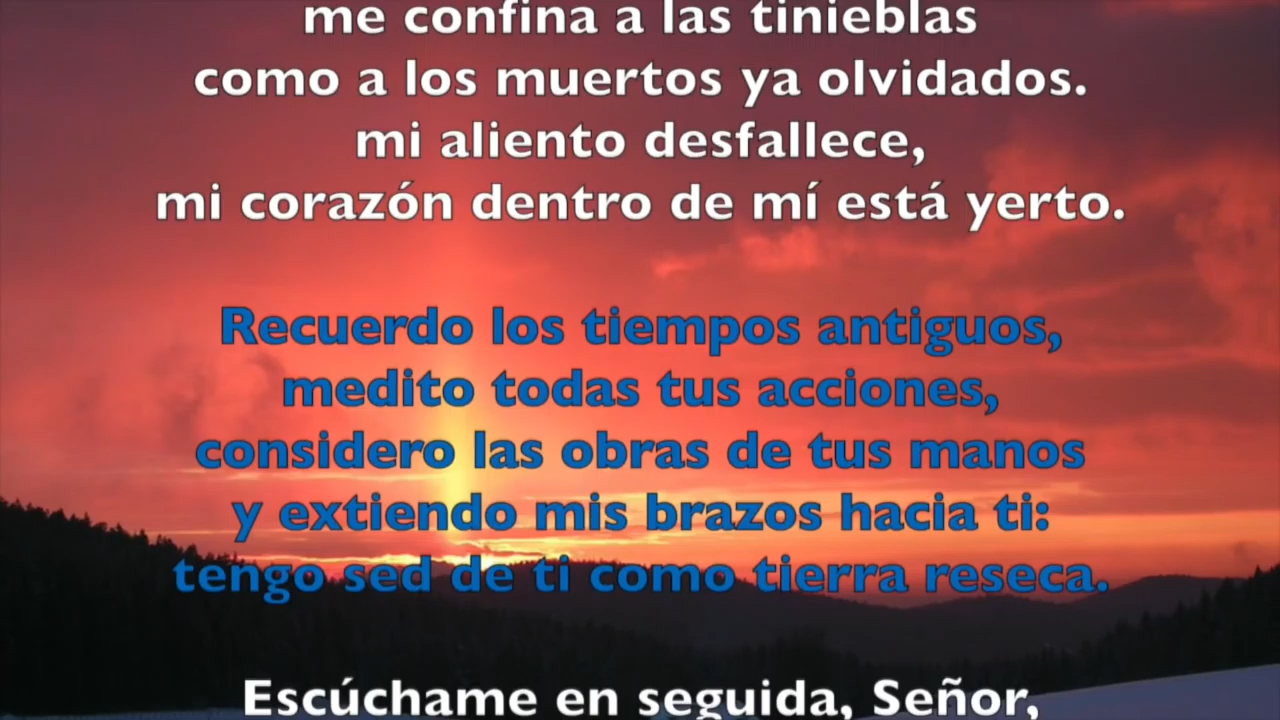 me confina a las tinieblas
como a los muertos ya olvidados.
mi aliento desfallece,
mi corazón dentro de mí está yerto.
Recuerdo los tiempos antiguos,
medito todas tus acciones,
considero las obras de tus manos
y extiendo mis brazos hacia ti:
tengo sed de ti como tierra reseca.
Escúchame en seguida, Señor,